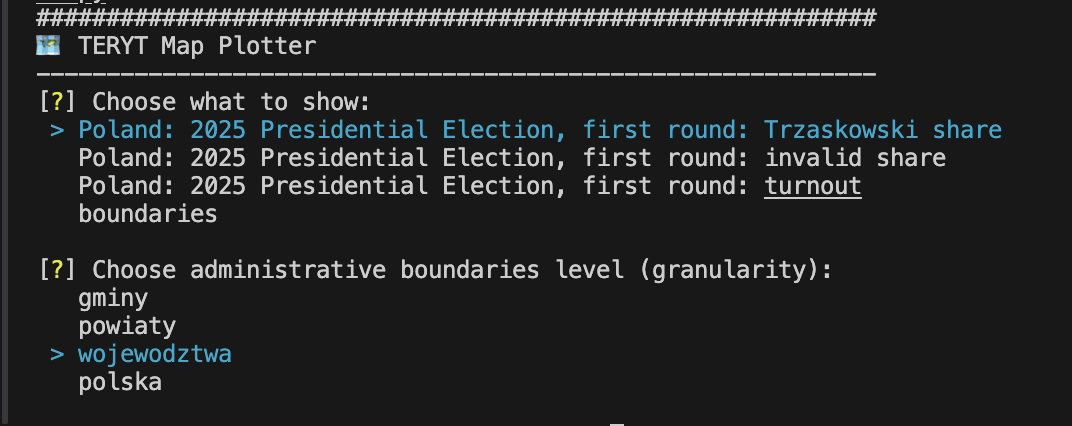 ############################################################
🗺️ TERYT Map Plotter
------------------------------------------------------------
[?] Choose what to show:
 > Poland: 2025 Presidential Election, first round: Trzaskowski share
   Poland: 2025 Presidential Election, first round: invalid share
   Poland: 2025 Presidential Election, first round: turnout
   boundaries

[?] Choose administrative boundaries level (granularity):
   gminy
   powiaty
 > wojewodztwa
   polska